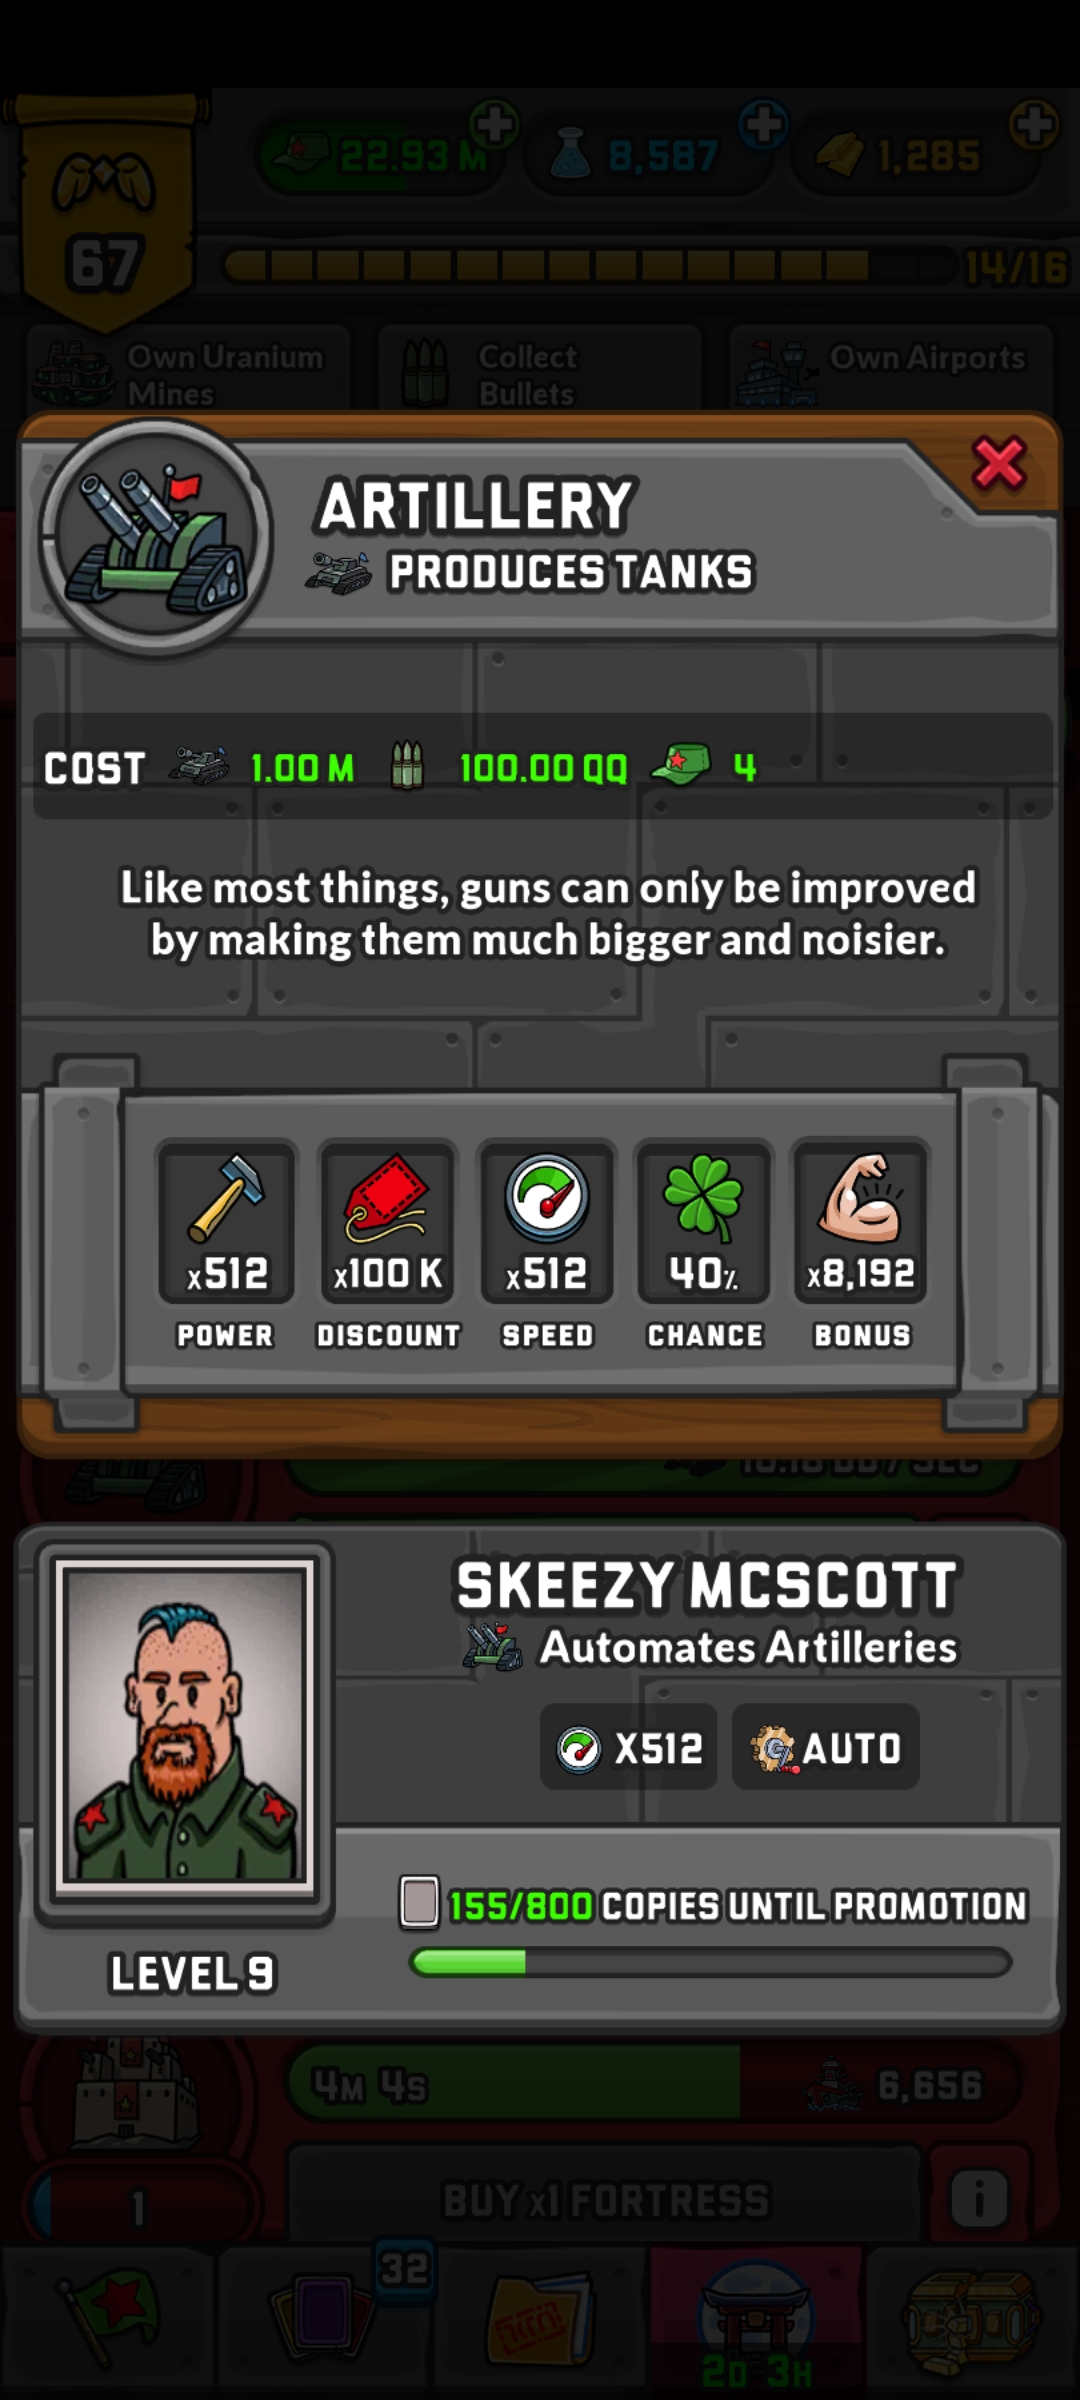 22.93 M
8,587
1,285
67
14/16
Own Uranium
Mines
Collect
Bullets
Own Airports
ARTILLERY
PRODUCES TANKS
COST 1.00 M 100.00 QQ 4
Like most things, guns can only be improved
by making them much bigger and noisier.
x512
x100 K
x512
40%
x8,192
POWER
DISCOUNT
SPEED
CHANCE
BONUS
SKEEZY MCSCOTT
Automates Artilleries
X512
AUTO
155/800 COPIES UNTIL PROMOTION
LEVEL 9
4M 4S
6,656
1
BUY x1 FORTRESS
i
32
2D 3H